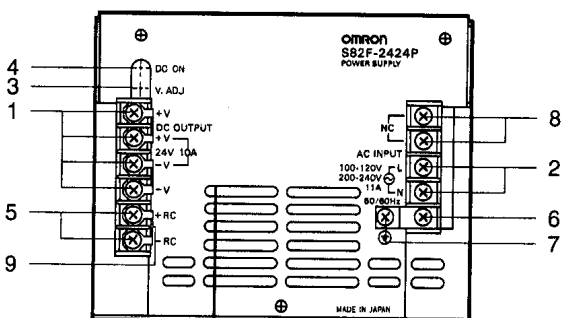 OMRON
S82F-2424P
POWER SUPPLY
4
DC ON
3
V. ADJ
1
+V
DC OUTPUT
+V
24V 10A
-V
-V
5
+RC
-RC
9
8
NC
AC INPUT
100-120V L
200-240V
11A N
60/60Hz
2
6
7
MADE IN JAPAN